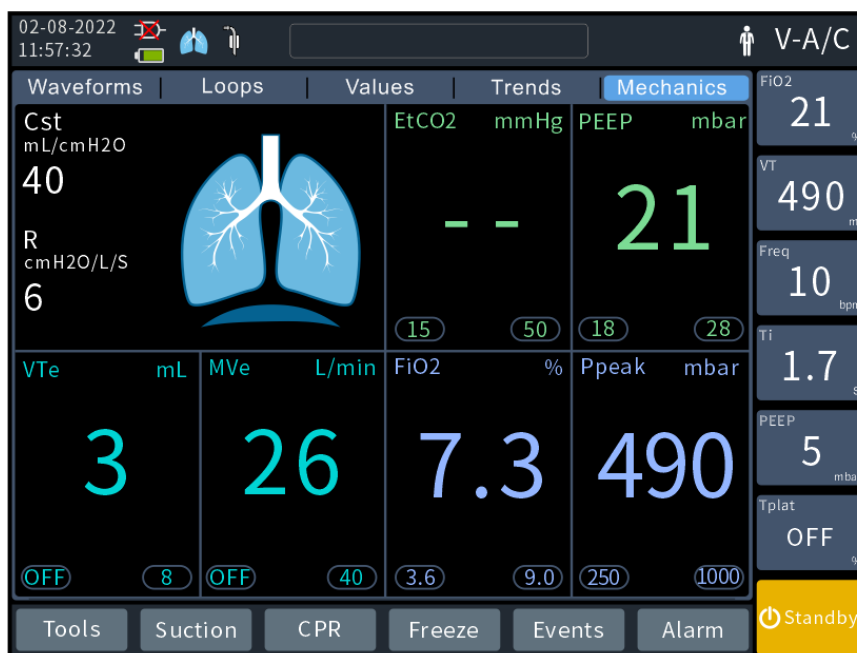 02-08-2022
11:57:32
V-A/C
Waveforms | Loops | Values | Trends | Mechanics
Cst
mL/cmH2O
40
R
cmH2O/L/S
6
EtCO2 mmHg
--
15 50
PEEP mbar
21
18 28
VTe mL
3
OFF 8
MVe L/min
26
OFF 40
FiO2 %
7.3
3.6 9.0
Ppeak mbar
490
250 1000
FiO2
21
%
VT
490
Freq
10
bpm
Ti
1.7
s
PEEP
5
Tplat
OFF
%
Standby
Tools
Suction
CPR
Freeze
Events
Alarm